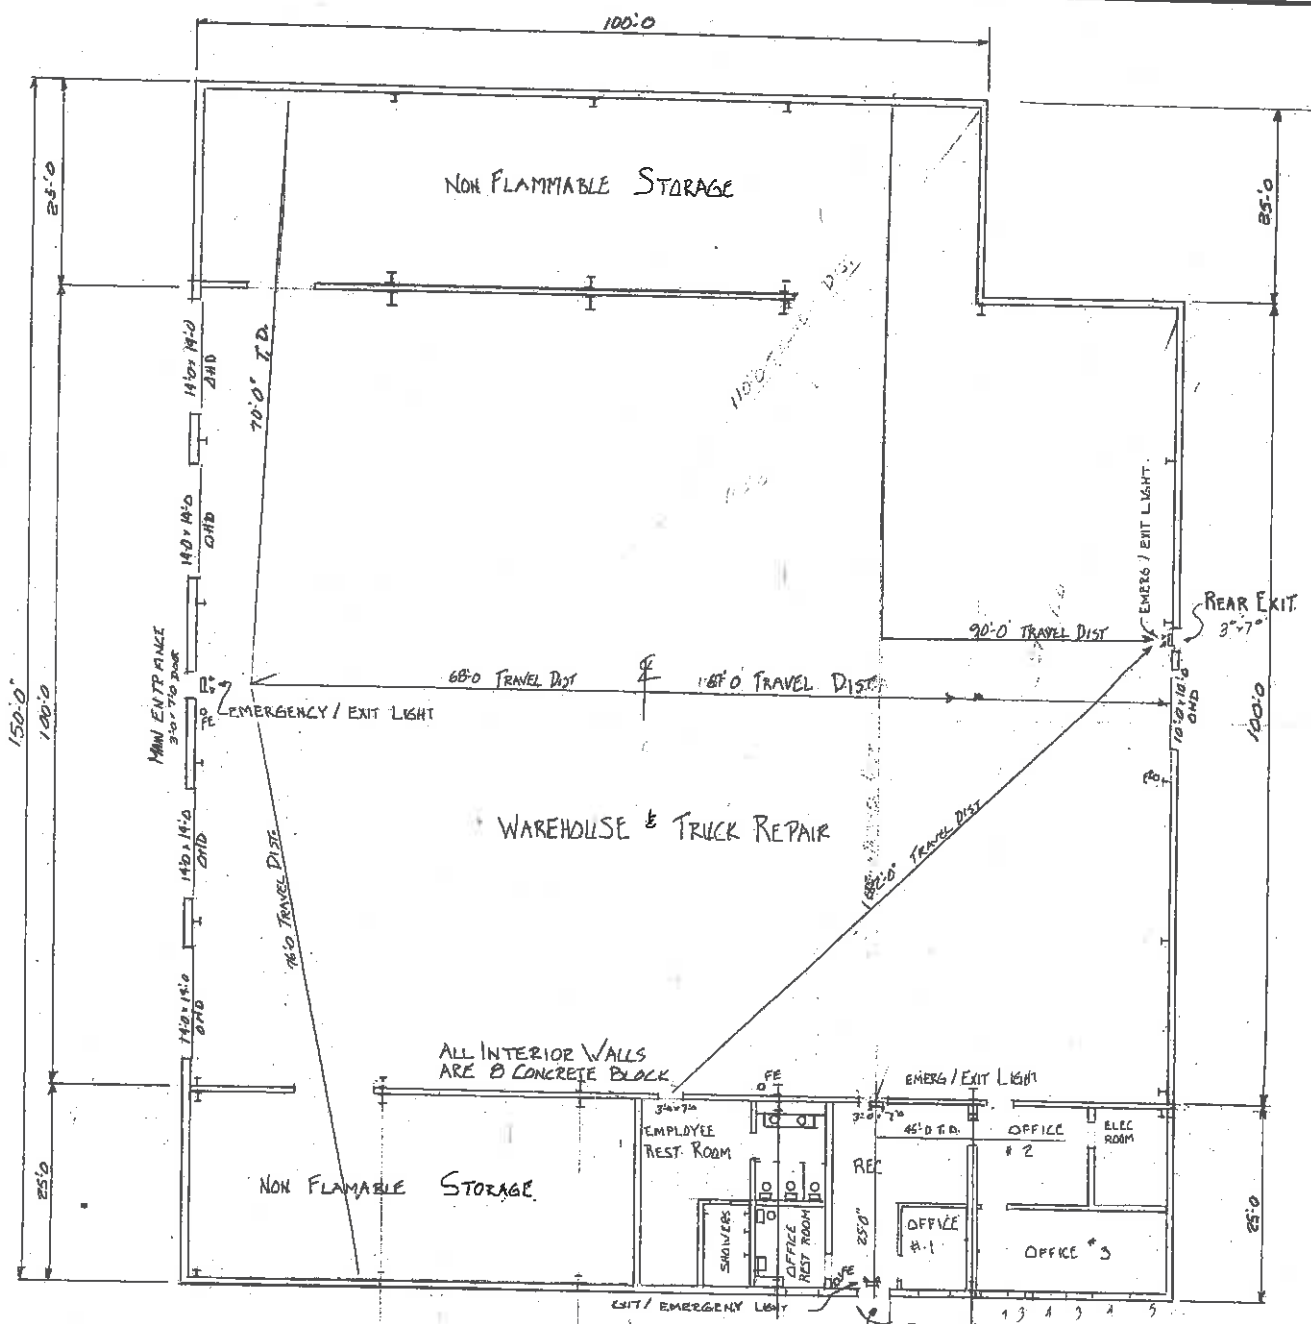 100'-0
25'-0
NON FLAMMABLE STORAGE
25'-0
14'-0 x 14'-0
OHD
70'-0" T.D.
110'-0 TRAVEL DIST
14'-0 x 14'-0
OHD
EMERG / EXIT LIGHT.
REAR EXIT.
3° x 7°
90'-0" TRAVEL DIST
150'-0"
100'-0
MAIN ENTRANCE
3'-0 x 7'-0 DOOR
FE
EMERGENCY / EXIT LIGHT
68'-0 TRAVEL DIST
℄
TRAVEL DIST.
10'-0 x 10'-0
OHD
100'-0
WAREHOUSE & TRUCK REPAIR
14'-0 x 14'-0
OHD
76'-0 TRAVEL DIST.
TRAVEL DIST
14'-0 x 14'-0
OHD
ALL INTERIOR WALLS
ARE 8 CONCRETE BLOCK
FE
EMERG / EXIT LIGHT
3'-0 x 7'-0
3'-0 x 7'-0
25'-0
NON FLAMABLE STORAGE.
EMPLOYEE
REST. ROOM
SHOWERS
OFFICE
REST ROOM
REC
25'-0"
45'-0 T.D.
OFFICE
# 2
ELEC
ROOM
OFFICE
#.1
OFFICE #3
25'-0
FE
EXIT / EMERGENY LIGHT